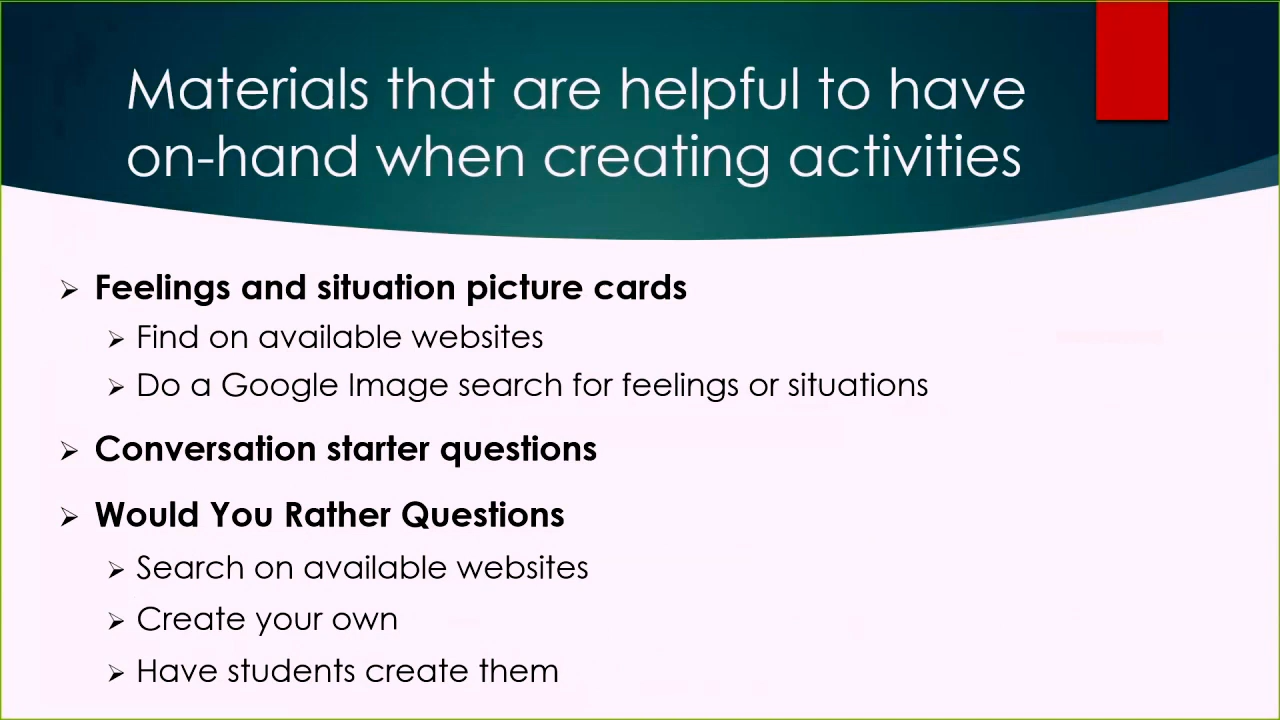 Materials that are helpful to have
on-hand when creating activities
Feelings and situation picture cards
Find on available websites
Do a Google Image search for feelings or situations
Conversation starter questions
Would You Rather Questions
Search on available websites
Create your own
Have students create them